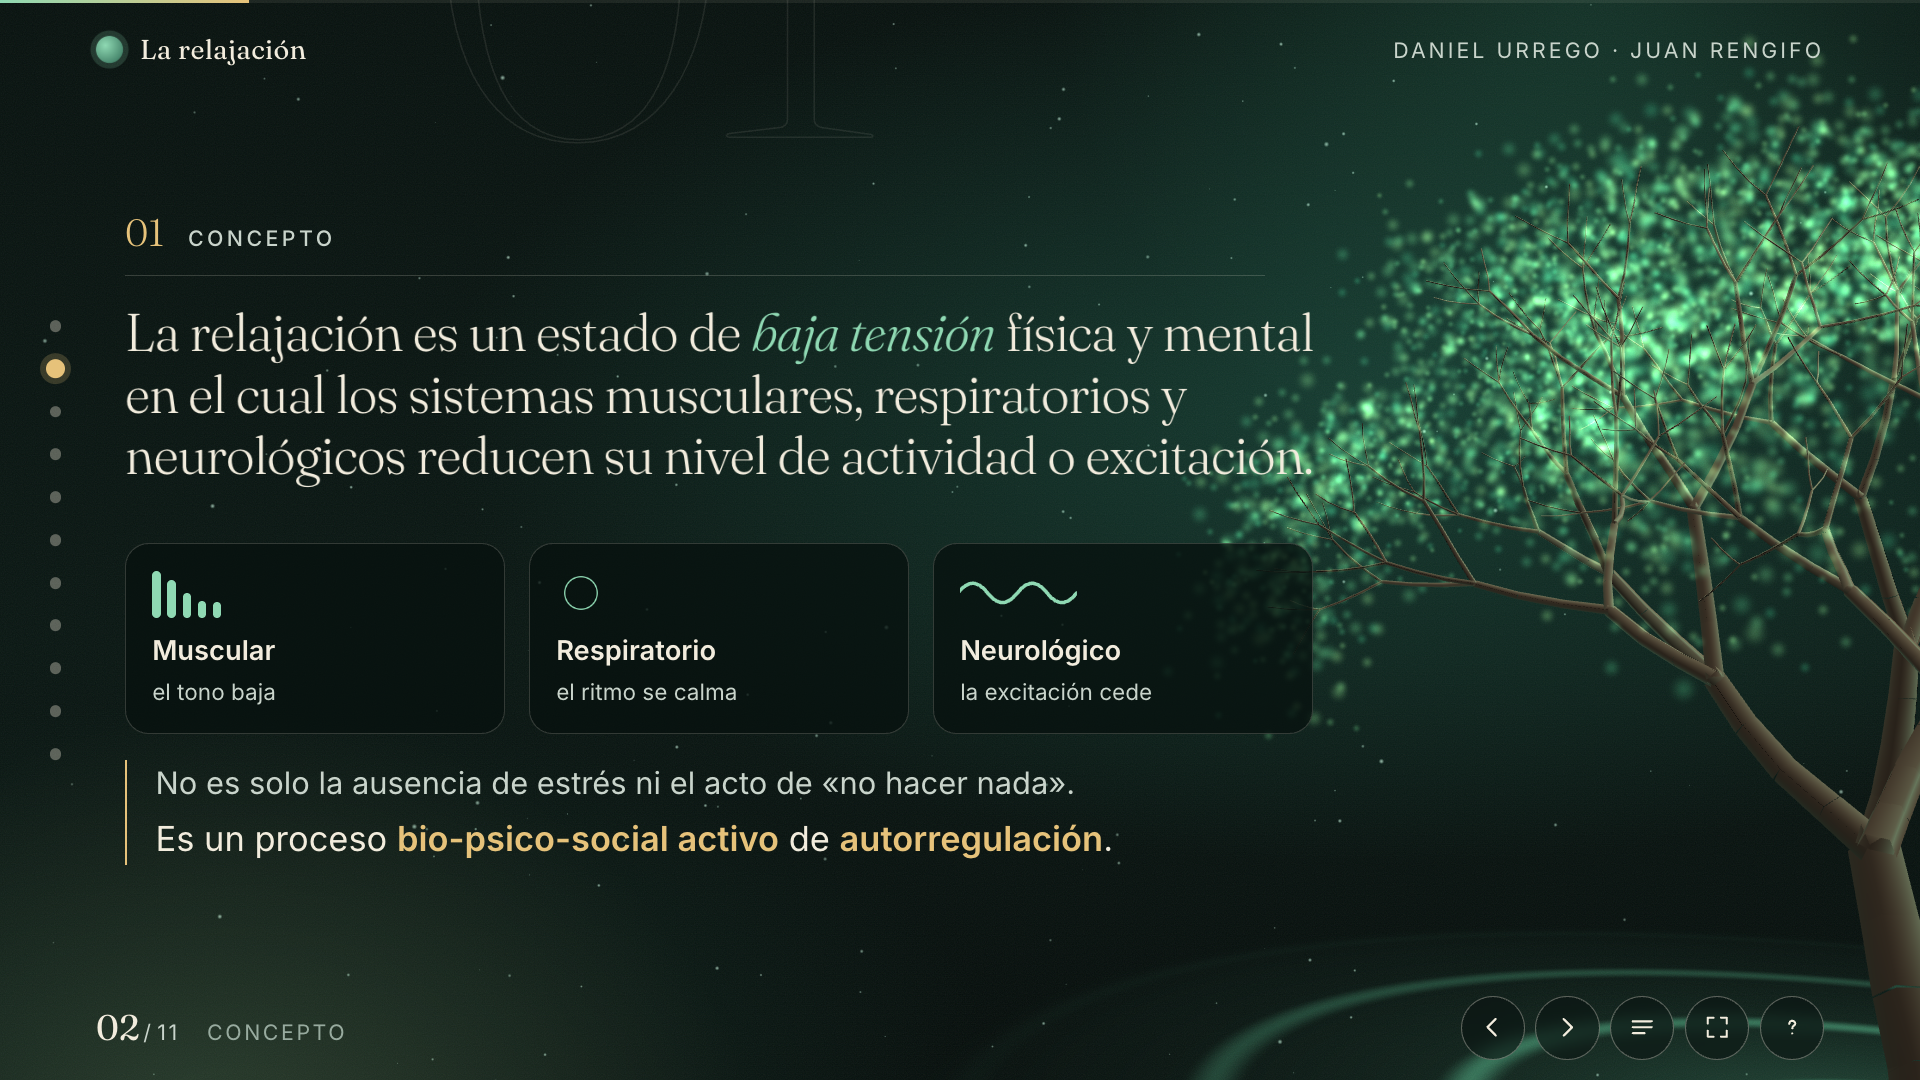 01
La relajación
DANIEL URREGO · JUAN RENGIFO
01 CONCEPTO
La relajación es un estado de baja tensión física y mental
en el cual los sistemas musculares, respiratorios y
neurológicos reducen su nivel de actividad o excitación.
Muscular
el tono baja
Respiratorio
el ritmo se calma
Neurológico
la excitación cede
No es solo la ausencia de estrés ni el acto de «no hacer nada».
Es un proceso bio-psico-social activo de autorregulación.
02 / 11 CONCEPTO
?